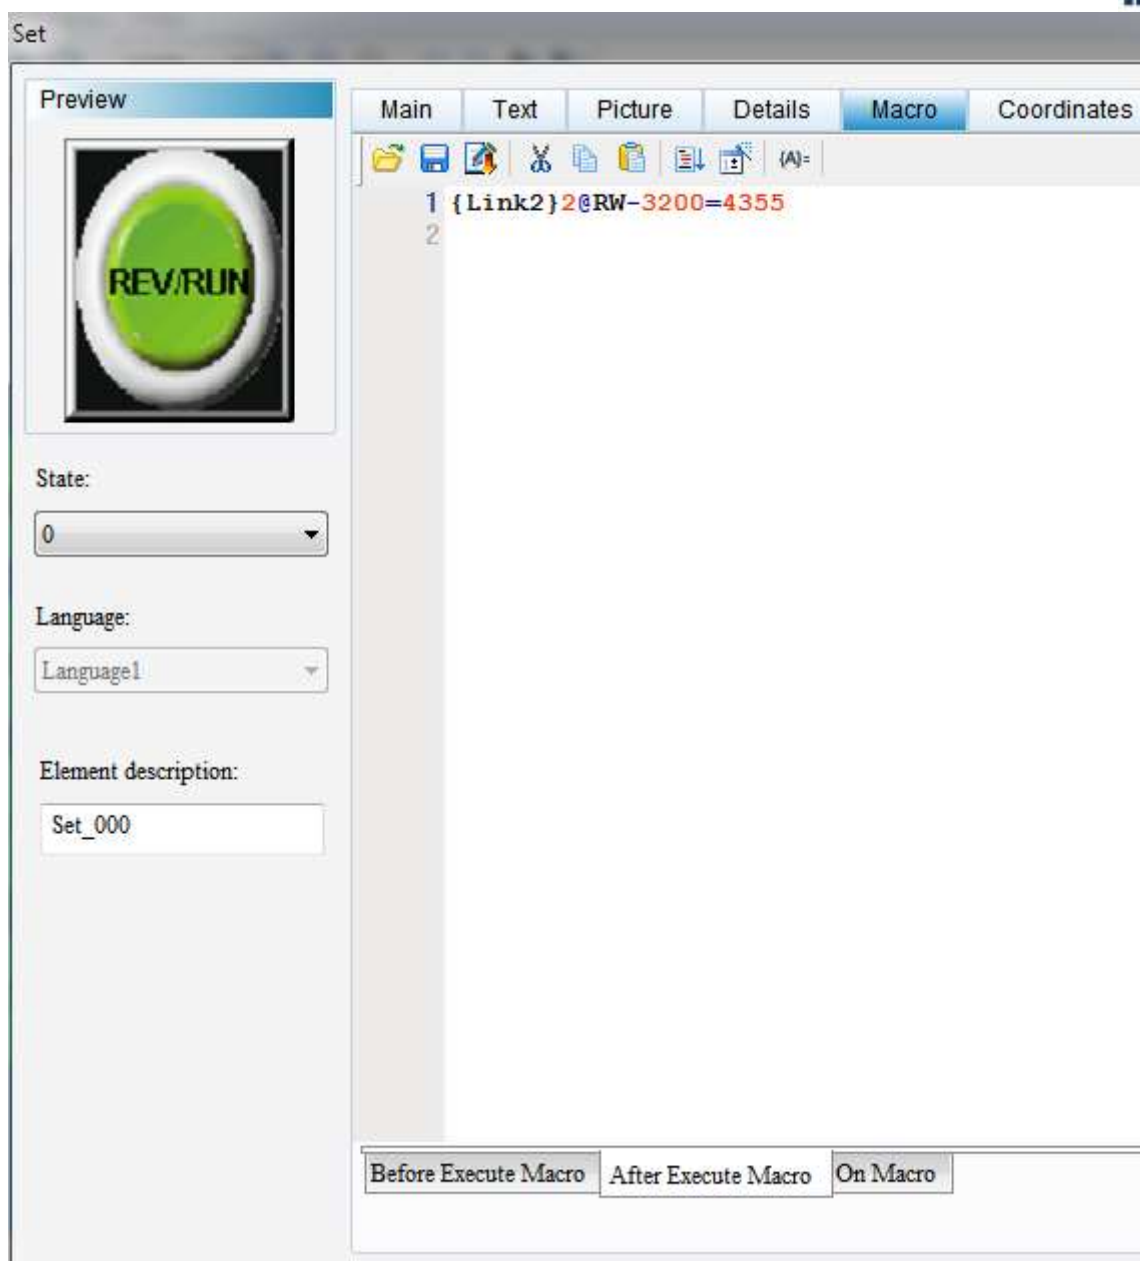 Set
Preview
Main Text Picture Details Macro Coordinates
(A)=
1 {Link2}2@RW-3200=4355
2
REV/RUN
State:
0
Language:
Language1
Element description:
Set_000
Before Execute Macro After Execute Macro On Macro